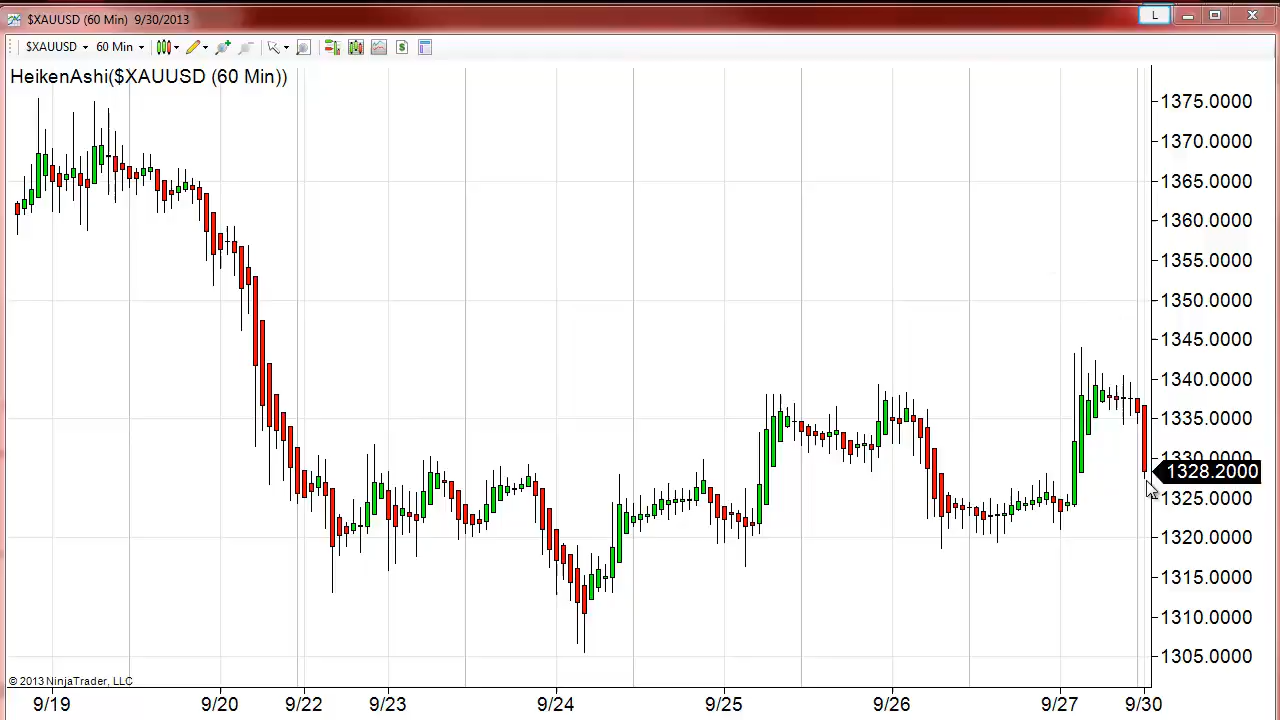 $XAUUSD (60 Min) 9/30/2013
L
$XAUUSD 60 Min
HeikenAshi($XAUUSD (60 Min))
1375.0000
1370.0000
1365.0000
1360.0000
1355.0000
1350.0000
1345.0000
1340.0000
1335.0000
1330.0000
1328.2000
1325.0000
1320.0000
1315.0000
1310.0000
1305.0000
© 2013 NinjaTrader, LLC
9/19 9/20 9/22 9/23 9/24 9/25 9/26 9/27 9/30